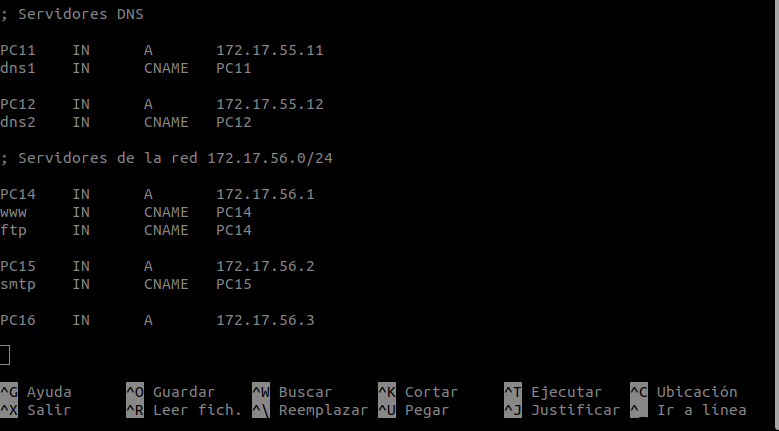 ; Servidores DNS
PC11 IN A 172.17.55.11
dns1 IN CNAME PC11
PC12 IN A 172.17.55.12
dns2 IN CNAME PC12
; Servidores de la red 172.17.56.0/24
PC14 IN A 172.17.56.1
www IN CNAME PC14
ftp IN CNAME PC14
PC15 IN A 172.17.56.2
smtp IN CNAME PC15
PC16 IN A 172.17.56.3
^G Ayuda ^O Guardar ^W Buscar ^K Cortar ^T Ejecutar ^C Ubicación
^X Salir ^R Leer fich. ^\ Reemplazar ^U Pegar ^J Justificar ^_ Ir a línea